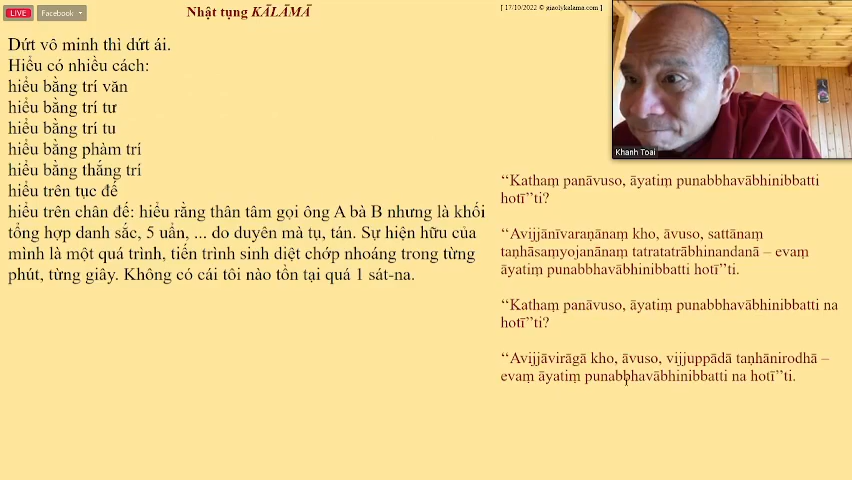 LIVE
Facebook
Nhật tụng KĀLĀMĀ
[ 17/10/2022 © giaolykalama.com ]
Dứt vô minh thì dứt ái.
Hiểu có nhiều cách:
hiểu bằng trí văn
hiểu bằng trí tư
hiểu bằng trí tu
hiểu bằng phàm trí
hiểu bằng thắng trí
hiểu trên tục đế
hiểu trên chân đế: hiểu rằng thân tâm gọi ông A bà B nhưng là khối
tổng hợp danh sắc, 5 uẩn, ... do duyên mà tụ, tán. Sự hiện hữu của
mình là một quá trình, tiến trình sinh diệt chớp nhoáng trong từng
phút, từng giây. Không có cái tôi nào tồn tại quá 1 sát-na.
Khanh Toai
‘‘Kathaṃ panāvuso, āyatiṃ punabbhavābhinibbatti
hotī’’ti?
‘‘Avijjānīvaraṇānaṃ kho, āvuso, sattānaṃ
taṇhāsaṃyojanānaṃ tatratatrābhinandanā – evaṃ
āyatiṃ punabbhavābhinibbatti hotī’’ti.
‘‘Kathaṃ panāvuso, āyatiṃ punabbhavābhinibbatti na
hotī’’ti?
‘‘Avijjāvirāgā kho, āvuso, vijjuppādā taṇhānirodhā –
evaṃ āyatiṃ punabbhavābhinibbatti na hotī’’ti.